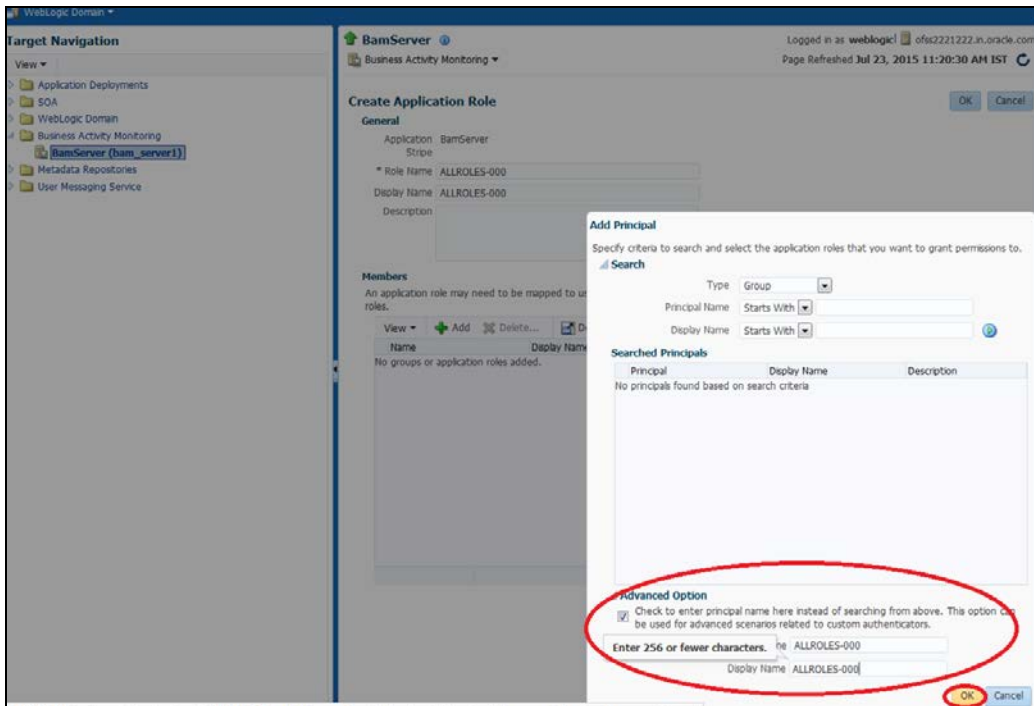 WebLogic Domain
Target Navigation
View
Application Deployments
SOA
WebLogic Domain
Business Activity Monitoring
BamServer (bam_server1)
Metadata Repositories
User Messaging Service
BamServer
Logged in as weblogic| ofss2221222.in.oracle.com
Business Activity Monitoring
Page Refreshed Jul 23, 2015 11:20:30 AM IST
Create Application Role
OK Cancel
General
Application Stripe BamServer
* Role Name ALLROLES-000
Display Name ALLROLES-000
Description
Members
An application role may need to be mapped to us
roles.
View Add Delete... D
Name Display Name
No groups or application roles added.
Add Principal
Specify criteria to search and select the application roles that you want to grant permissions to.
Search
Type Group
Principal Name Starts With
Display Name Starts With
Searched Principals
Principal Display Name Description
No principals found based on search criteria
Advanced Option
Check to enter principal name here instead of searching from above. This option can
be used for advanced scenarios related to custom authenticators.
Enter 256 or fewer characters. ne ALLROLES-000
Display Name ALLROLES-000
OK Cancel